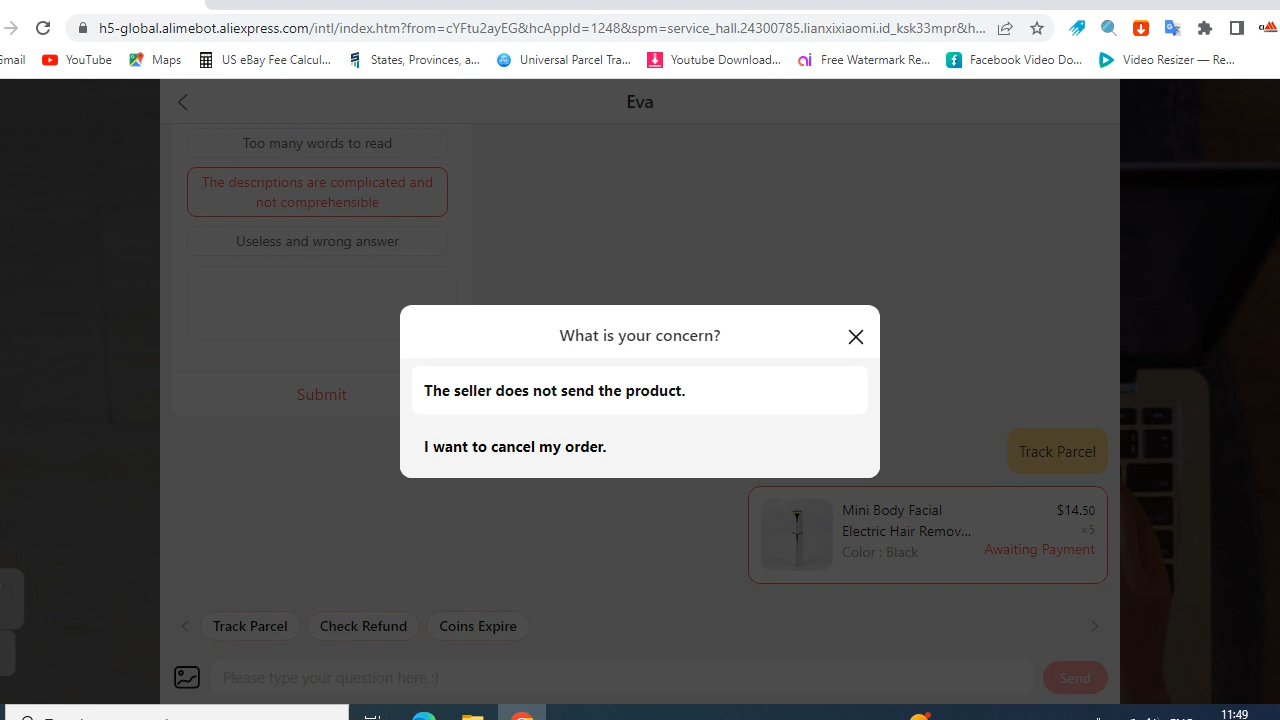 h5-global.alimebot.aliexpress.com/intl/index.htm?from=cYFtu2ayEG&hcAppId=1248&spm=service_hall.24300785.lianxixiaomi.id_ksk33mpr&h...
Gmail YouTube Maps US eBay Fee Calcul... States, Provinces, a... Universal Parcel Tra... Youtube Download... Free Watermark Re... Facebook Video Do... Video Resizer — Re...
Eva
Too many words to read
The descriptions are complicated and
not comprehensible
Useless and wrong answer
What is your concern?
The seller does not send the product.
Submit
I want to cancel my order.
Track Parcel
Mini Body Facial $14.50
Electric Hair Remov... ×5
Color : Black Awaiting Payment
Track Parcel Check Refund Coins Expire
Please type your question here :) Send
11:49